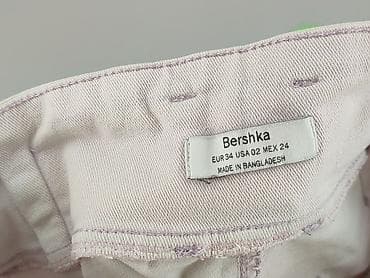 Bershka
EUR 34 USA 02 MEX 24
MADE IN BANGLADESH